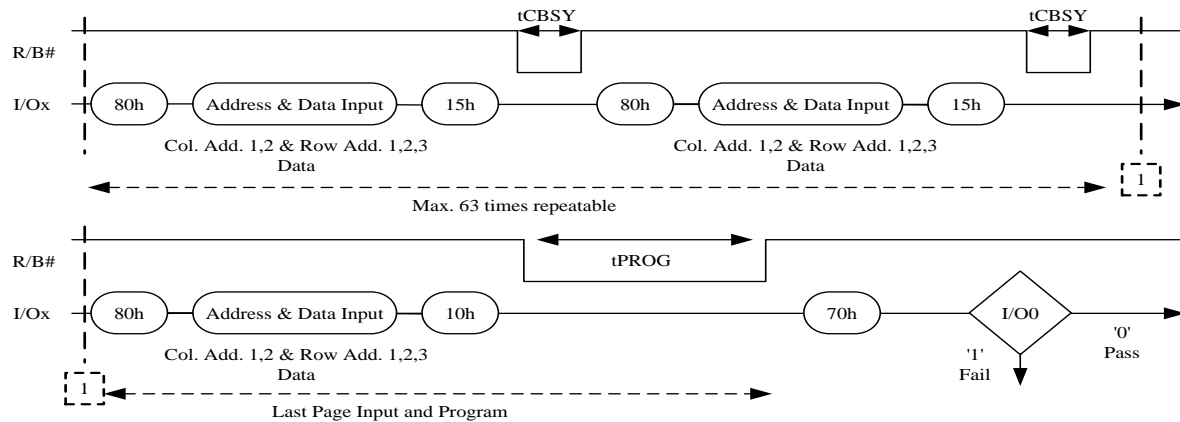 tCBSY tCBSY
R/B#
I/Ox 80h Address & Data Input 15h 80h Address & Data Input 15h
Col. Add. 1,2 & Row Add. 1,2,3 Col. Add. 1,2 & Row Add. 1,2,3
Data Data
1
Max. 63 times repeatable
R/B#
tPROG
I/Ox 80h Address & Data Input 10h 70h I/O0
'0'
Pass
Col. Add. 1,2 & Row Add. 1,2,3
Data
'1'
Fail
1
Last Page Input and Program